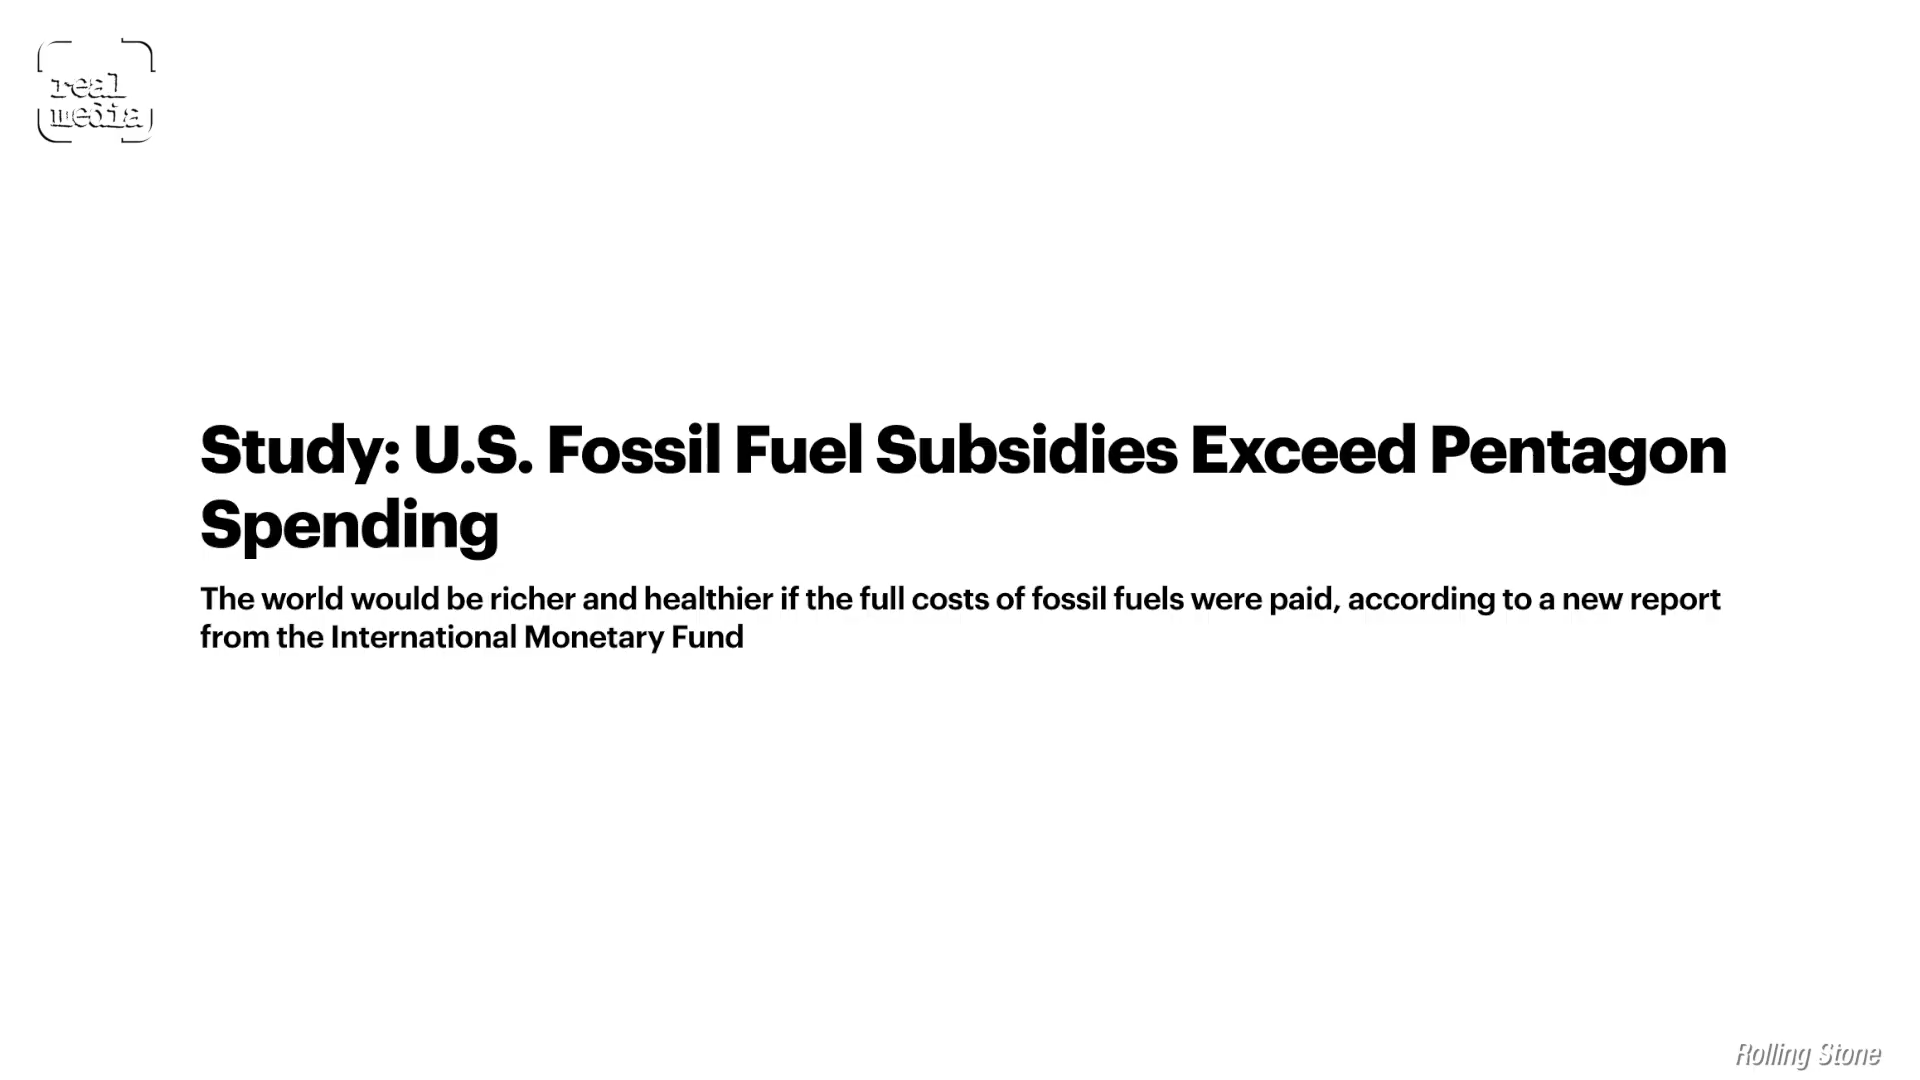 real
media
Study: U.S. Fossil Fuel Subsidies Exceed Pentagon
Spending
The world would be richer and healthier if the full costs of fossil fuels were paid, according to a new report
from the International Monetary Fund
Rolling Stone